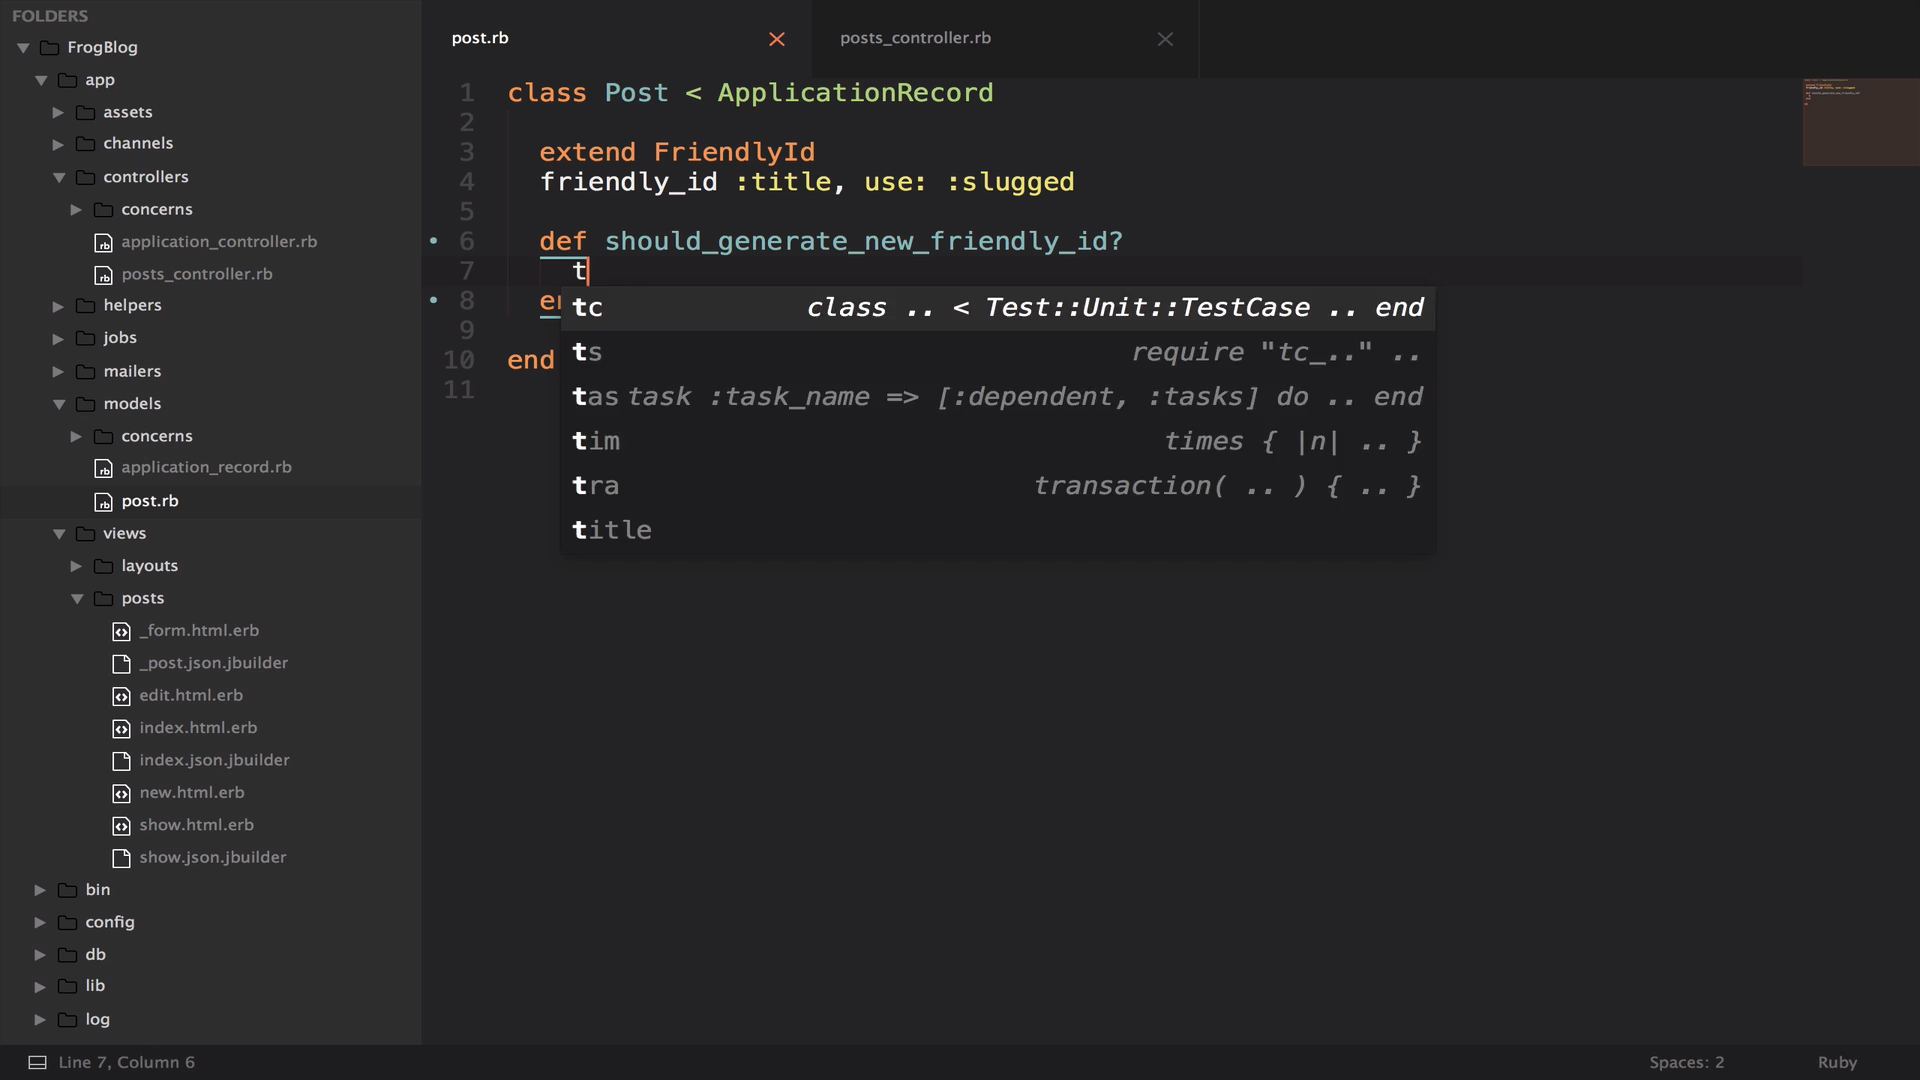 FOLDERS
FrogBlog
app
assets
channels
controllers
concerns
application_controller.rb
posts_controller.rb
helpers
jobs
mailers
models
concerns
application_record.rb
post.rb
views
layouts
posts
_form.html.erb
_post.json.jbuilder
edit.html.erb
index.html.erb
index.json.jbuilder
new.html.erb
show.html.erb
show.json.jbuilder
bin
config
db
lib
log
post.rb
posts_controller.rb
1 class Post < ApplicationRecord
2
3 extend FriendlyId
4 friendly_id :title, use: :slugged
5
6 def should_generate_new_friendly_id?
7 t
8 en
9
10 end
11
tc class .. < Test::Unit::TestCase .. end
ts require "tc_.." ..
tas task :task_name => [:dependent, :tasks] do .. end
tim times { |n| .. }
tra transaction( .. ) { .. }
title
Line 7, Column 6
Spaces: 2
Ruby